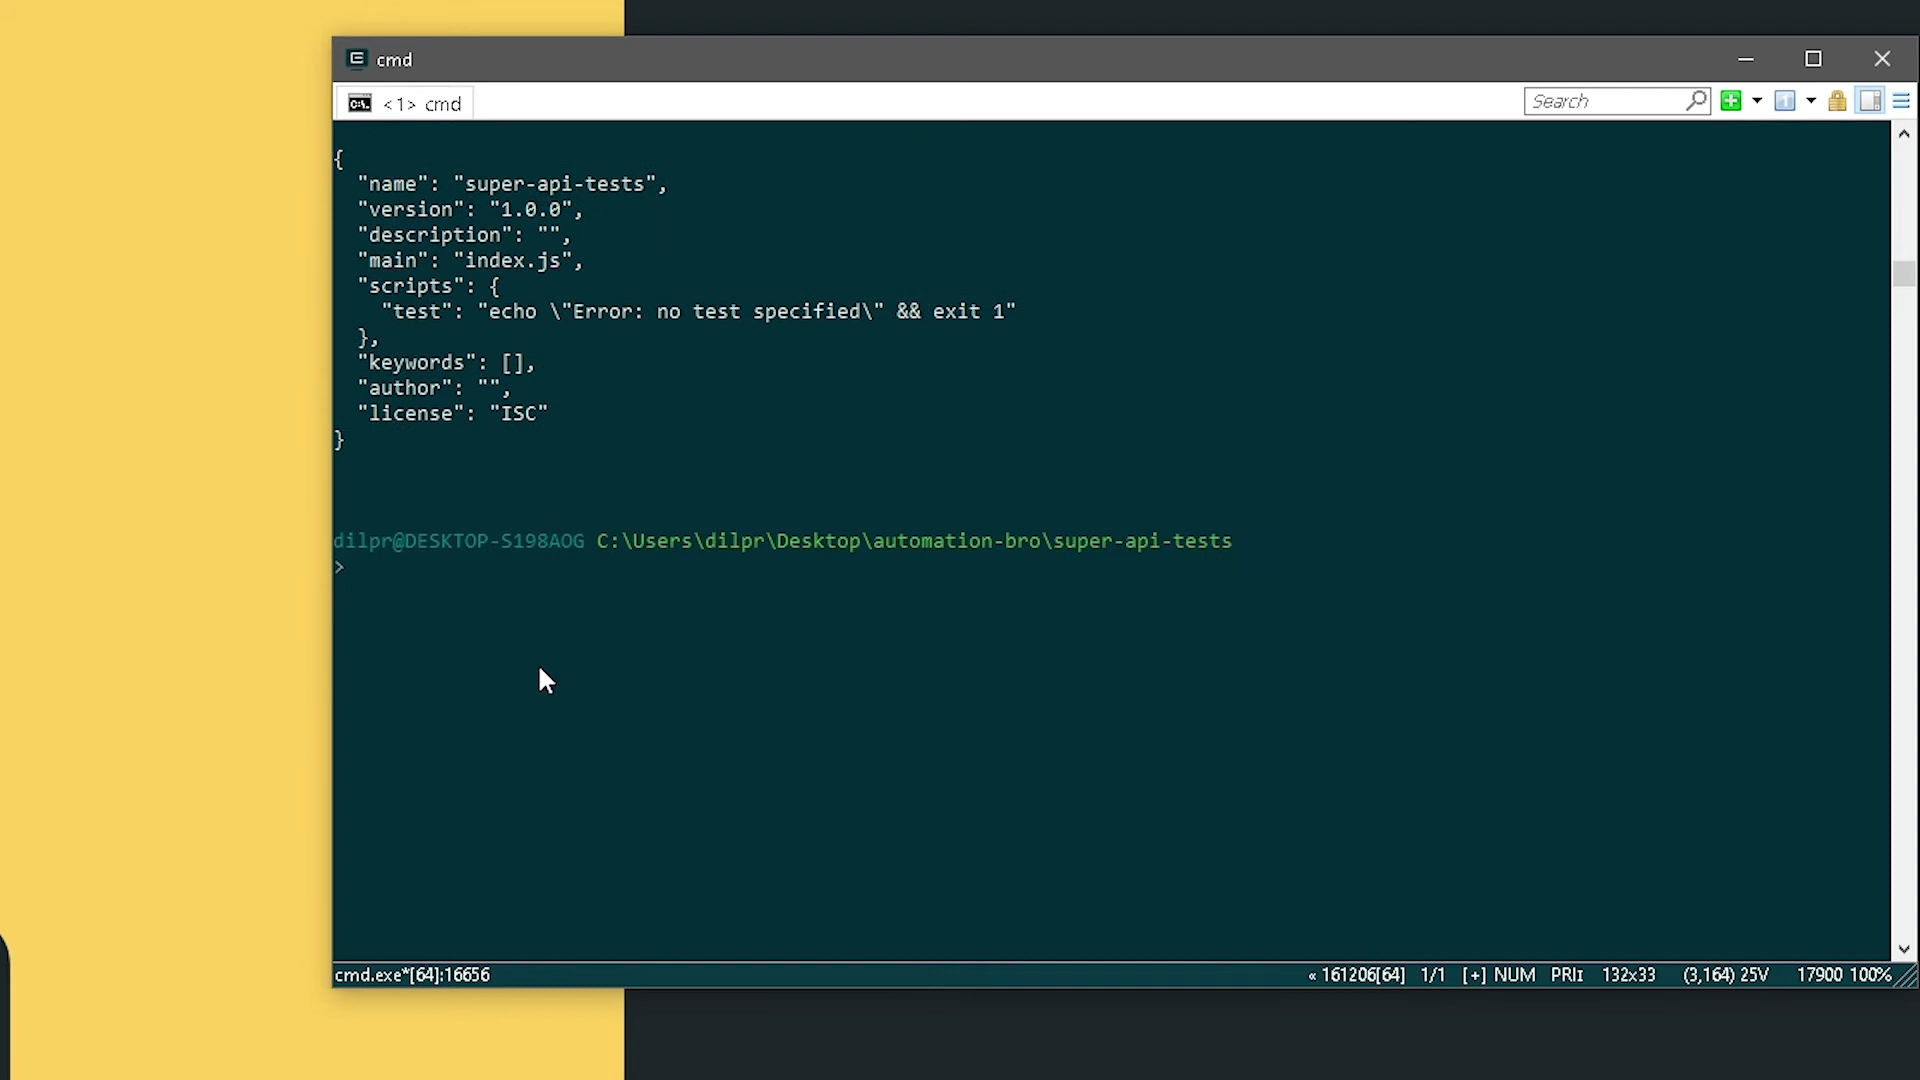 cmd
<1> cmd
Search
{
"name": "super-api-tests",
"version": "1.0.0",
"description": "",
"main": "index.js",
"scripts": {
"test": "echo \"Error: no test specified\" && exit 1"
},
"keywords": [],
"author": "",
"license": "ISC"
}
dilpr@DESKTOP-S198AOG C:\Users\dilpr\Desktop\automation-bro\super-api-tests
>
cmd.exe*[64]:16656 « 161206[64] 1/1 [+] NUM PRI: 132x33 (3,164) 25V 17900 100%